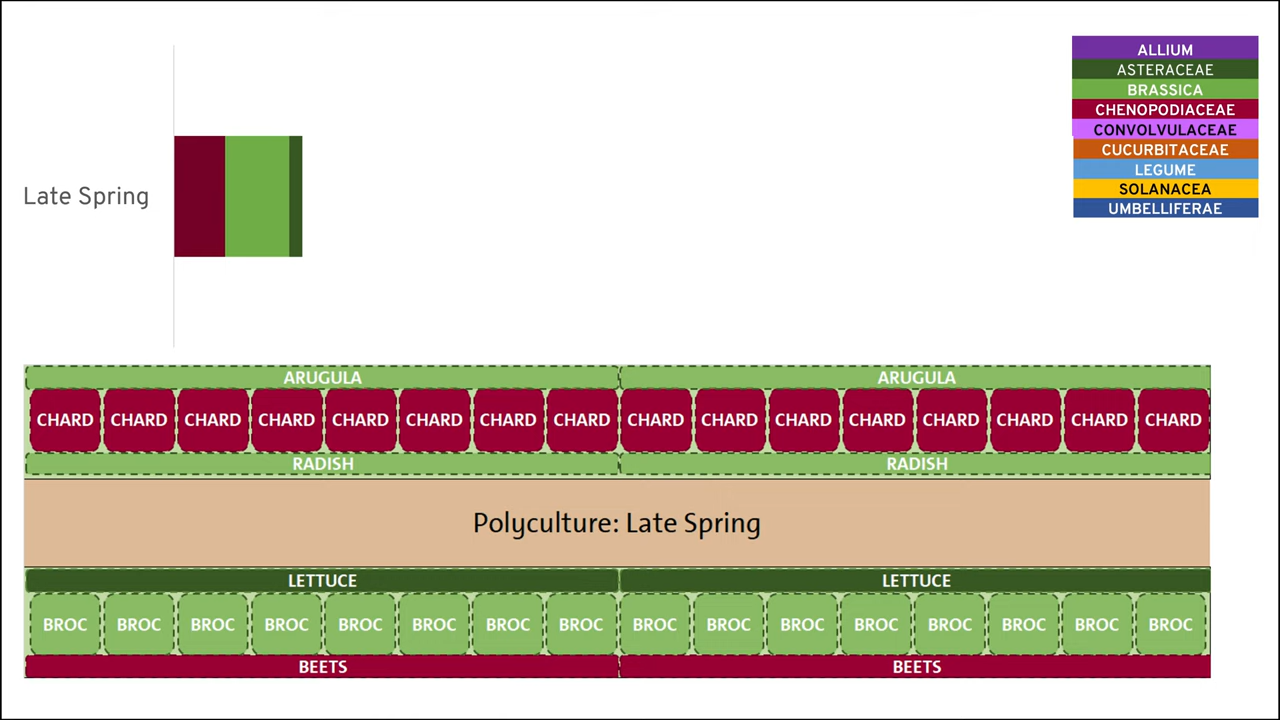 ALLIUM
ASTERACEAE
BRASSICA
CHENOPODIACEAE
CONVOLVULACEAE
CUCURBITACEAE
LEGUME
SOLANACEA
UMBELLIFERAE
Late Spring
ARUGULA ARUGULA
CHARD CHARD CHARD CHARD CHARD CHARD CHARD CHARD CHARD CHARD CHARD CHARD CHARD CHARD CHARD CHARD
RADISH RADISH
Polyculture: Late Spring
LETTUCE LETTUCE
BROC BROC BROC BROC BROC BROC BROC BROC BROC BROC BROC BROC BROC BROC BROC BROC
BEETS BEETS